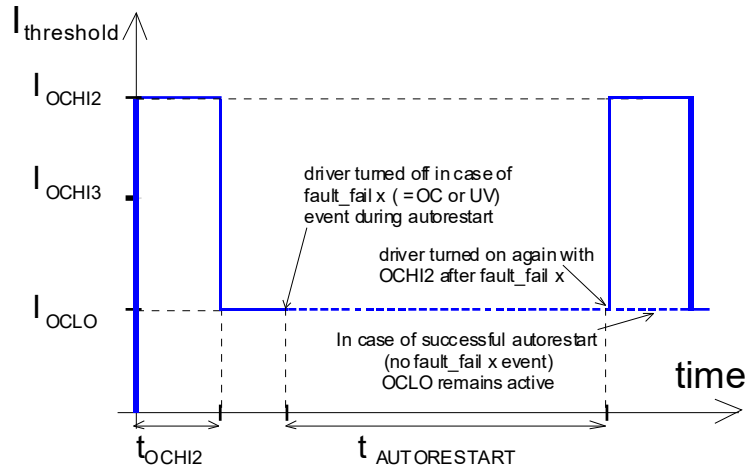 I threshold
I OCHI2
I OCHI3
I OCLO
driver turned off in case of
fault_fail x ( = OC or UV)
event during autorestart
driver turned on again with
OCHI2 after fault_fail x
In case of successful autorestart
(no fault_fail x event)
OCLO remains active
time
tOCHI2
t AUTORESTART